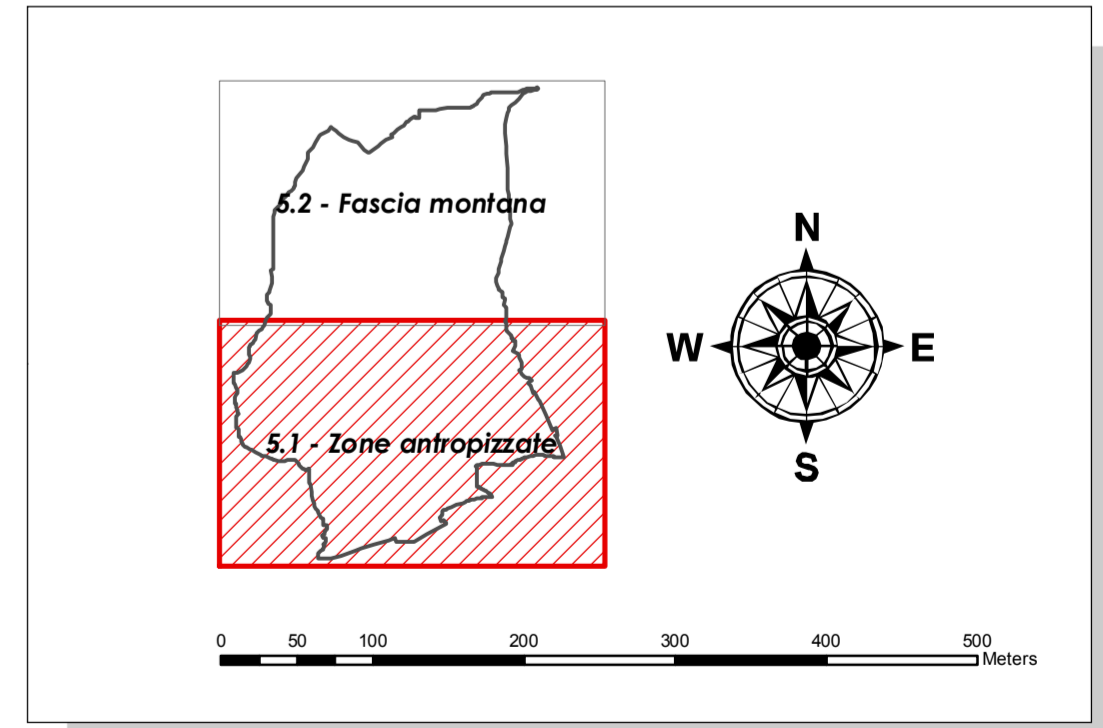 5.2 - Fascia montana
N
W E
5.1 - Zone antropizzate
S
0 50 100 200 300 400 500
Meters